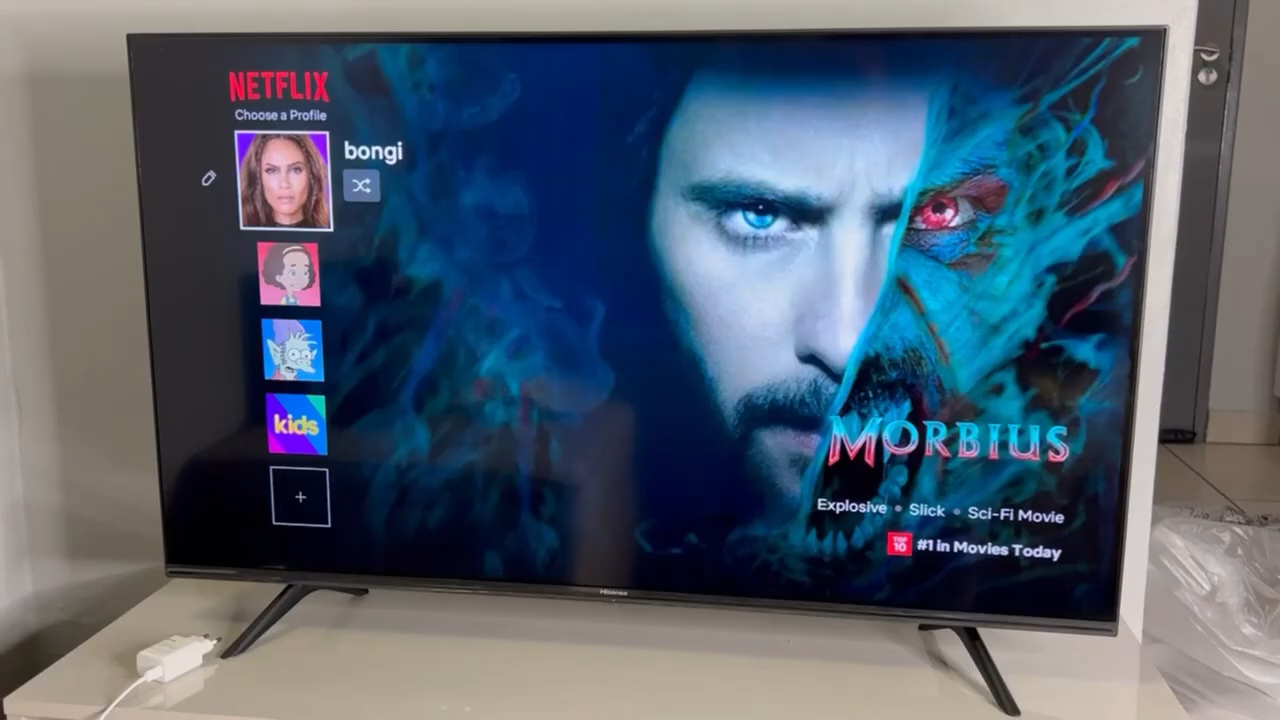 NETFLIX
Choose a Profile
bongi
kids
+
MORBIUS
Explosive • Slick • Sci-Fi Movie
TOP 10 #1 in Movies Today
Hisense